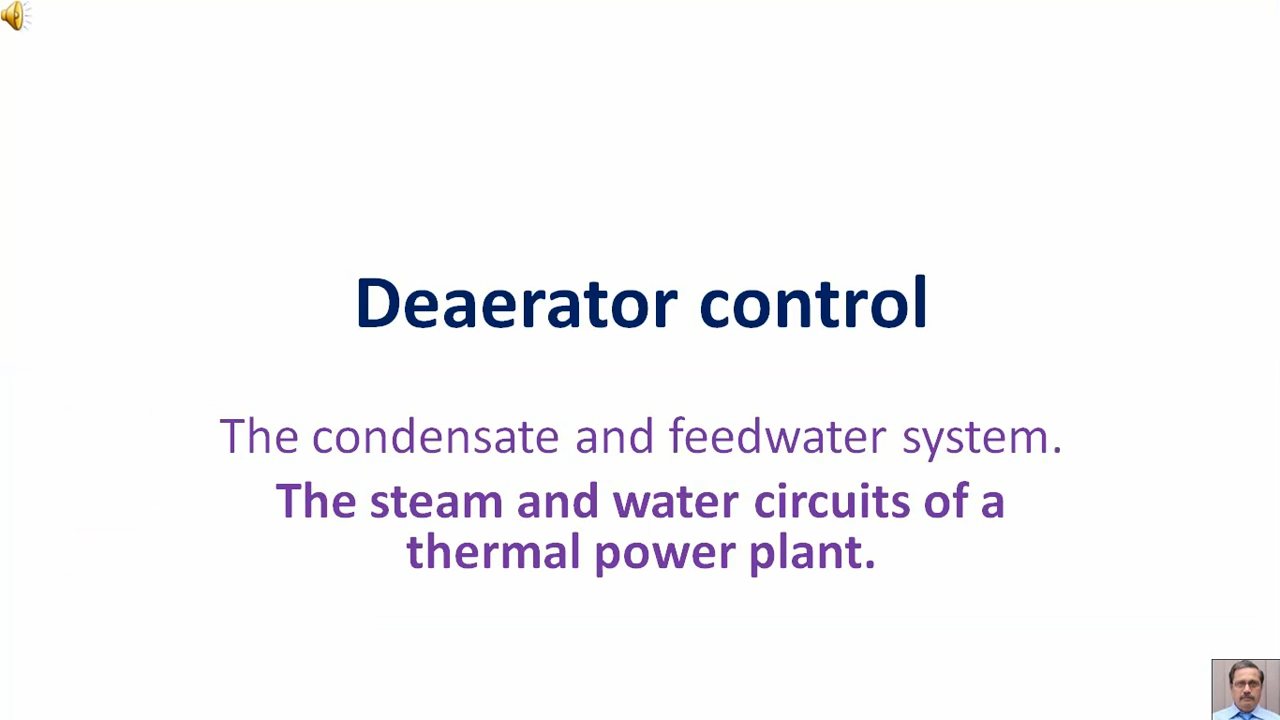 Deaerator control
The condensate and feedwater system.
The steam and water circuits of a
thermal power plant.